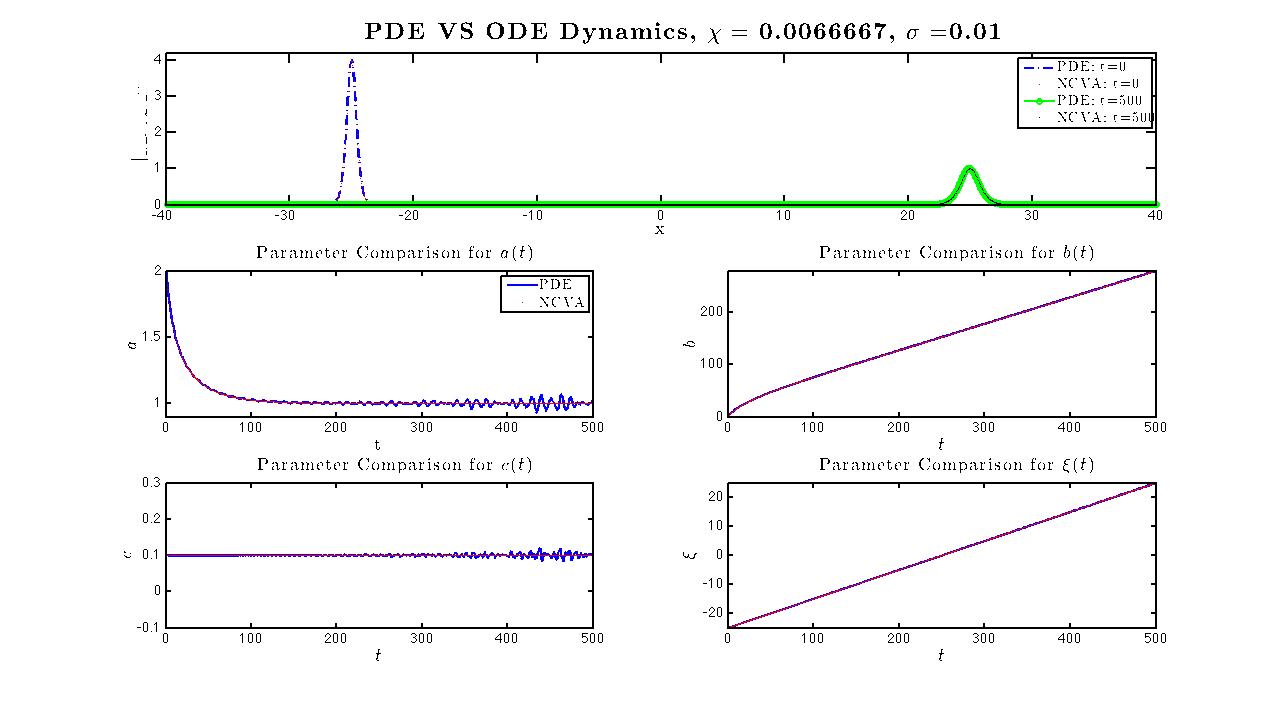 PDE VS ODE Dynamics, χ = 0.0066667, σ =0.01
4
3
2
1
0
-40 -30 -20 -10 0 10 20 30 40
x
PDE: t=0
NCVA: t=0
PDE: t=500
NCVA: t=500
Parameter Comparison for a(t)
2
1.5
1
a
0 100 200 300 400 500
t
PDE
NCVA
Parameter Comparison for b(t)
200
100
0
b
0 100 200 300 400 500
t
Parameter Comparison for c(t)
0.3
0.2
0.1
0
-0.1
c
0 100 200 300 400 500
t
Parameter Comparison for ξ(t)
20
10
0
-10
-20
ξ
0 100 200 300 400 500
t